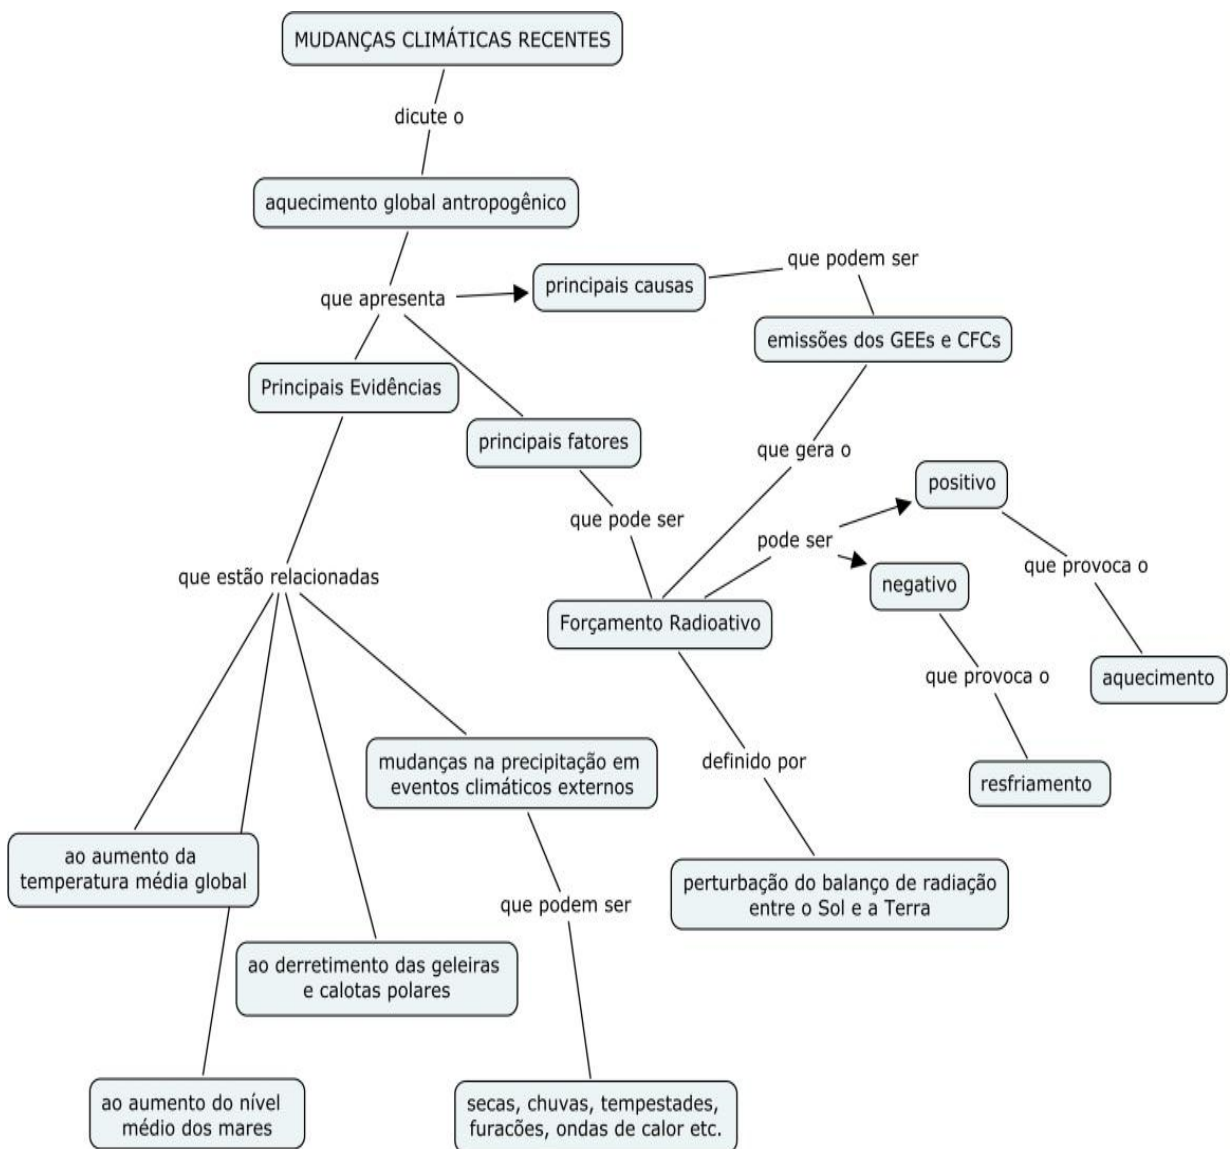 MUDANÇAS CLIMÁTICAS RECENTES
dicute o
aquecimento global antropogênico
que apresenta
principais causas
que podem ser
emissões dos GEEs e CFCs
Principais Evidências
principais fatores
que gera o
positivo
que pode ser
pode ser
que provoca o
que estão relacionadas
negativo
Forçamento Radioativo
aquecimento
que provoca o
mudanças na precipitação em
eventos climáticos externos
definido por
resfriamento
ao aumento da
temperatura média global
perturbação do balanço de radiação
entre o Sol e a Terra
que podem ser
ao derretimento das geleiras
e calotas polares
ao aumento do nível
médio dos mares
secas, chuvas, tempestades,
furacões, ondas de calor etc.